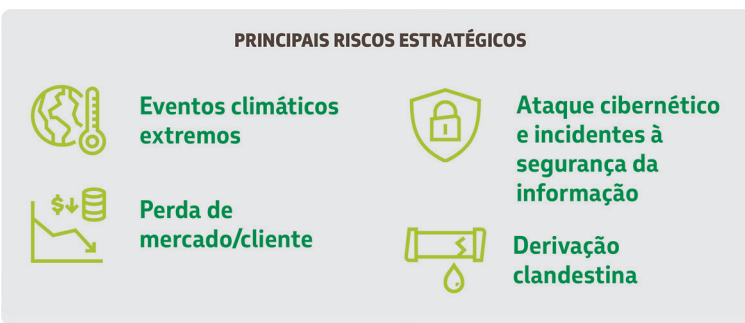 PRINCIPAIS RISCOS ESTRATÉGICOS
Eventos climáticos
extremos
Perda de
mercado/cliente
Ataque cibernético
e incidentes à
segurança da
informação
Derivação
clandestina